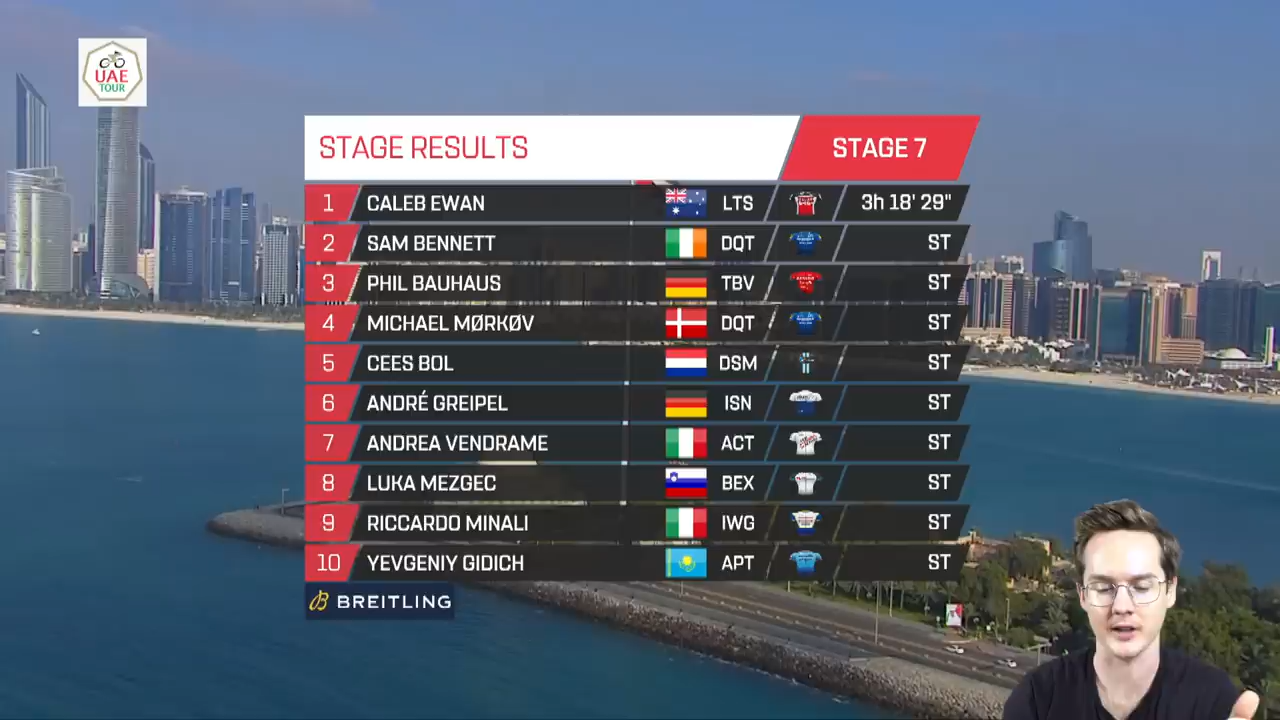 UAE
TOUR
STAGE RESULTS STAGE 7
1 CALEB EWAN LTS 3h 18' 29"
2 SAM BENNETT DQT ST
3 PHIL BAUHAUS TBV ST
4 MICHAEL MØRKØV DQT ST
5 CEES BOL DSM ST
6 ANDRÉ GREIPEL ISN ST
7 ANDREA VENDRAME ACT ST
8 LUKA MEZGEC BEX ST
9 RICCARDO MINALI IWG ST
10 YEVGENIY GIDICH APT ST
BREITLING